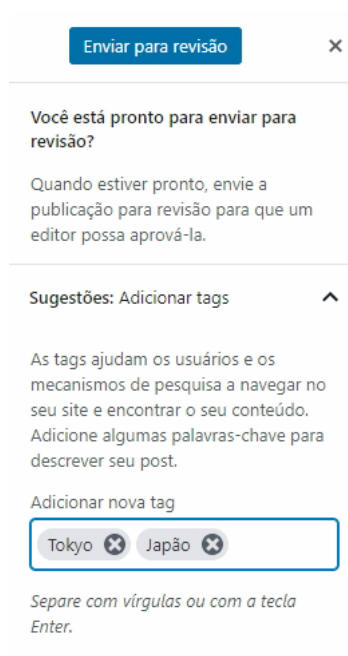 Enviar para revisão
Você está pronto para enviar para
revisão?
Quando estiver pronto, envie a
publicação para revisão para que um
editor possa aprová-la.
Sugestões: Adicionar tags
As tags ajudam os usuários e os
mecanismos de pesquisa a navegar no
seu site e encontrar o seu conteúdo.
Adicione algumas palavras-chave para
descrever seu post.
Adicionar nova tag
Tokyo Japão
Separe com vírgulas ou com a tecla
Enter.